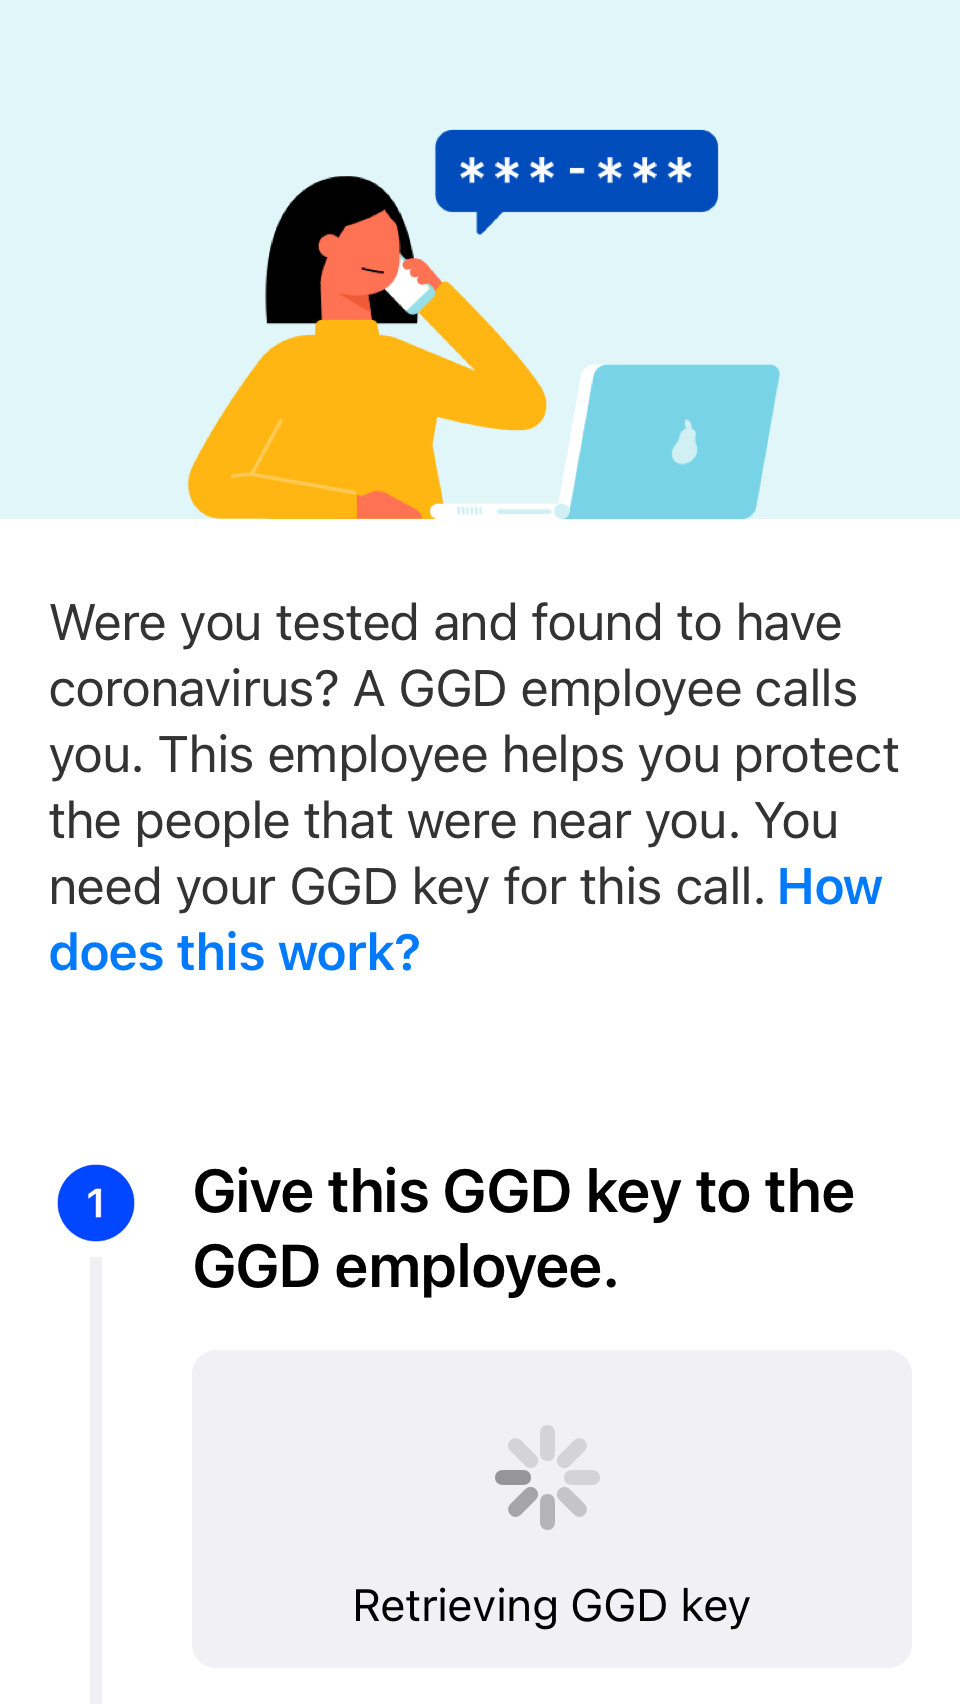 ***-***
Were you tested and found to have
coronavirus? A GGD employee calls
you. This employee helps you protect
the people that were near you. You
need your GGD key for this call. How
does this work?
1
Give this GGD key to the
GGD employee.
Retrieving GGD key